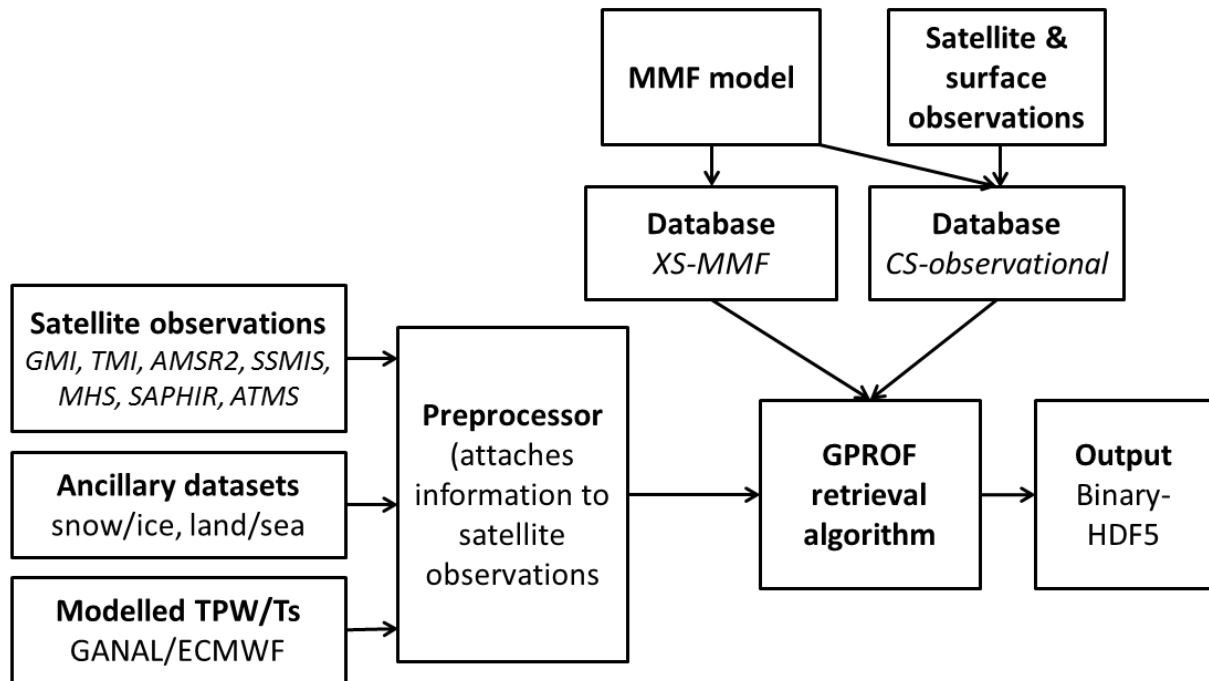 MMF model
Satellite &
surface
observations
Database
XS-MMF
Database
CS-observational
Satellite observations
GMI, TMI, AMSR2, SSMIS,
MHS, SAPHIR, ATMS
Ancillary datasets
snow/ice, land/sea
Modelled TPW/Ts
GANAL/ECMWF
Preprocessor
(attaches
information to
satellite
observations
GPROF
retrieval
algorithm
Output
Binary-
HDF5